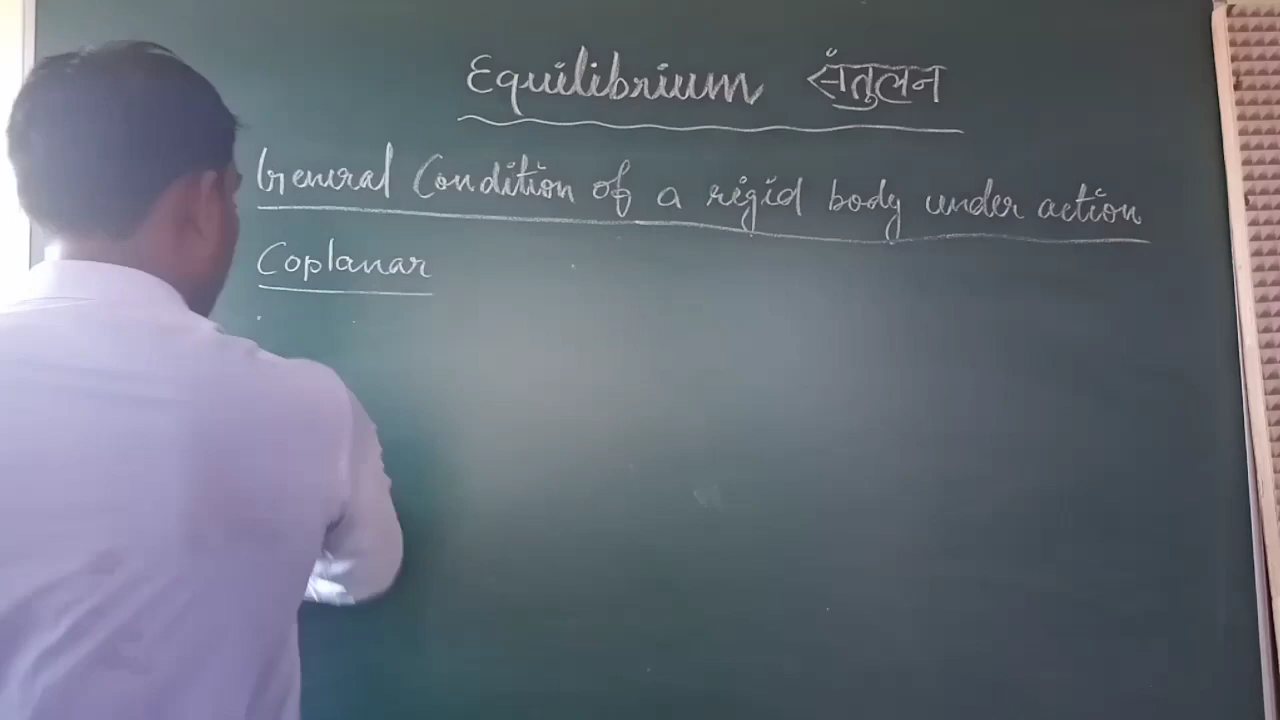 Equilibrium संतुलन
General Condition of a rigid body under action
Coplanar